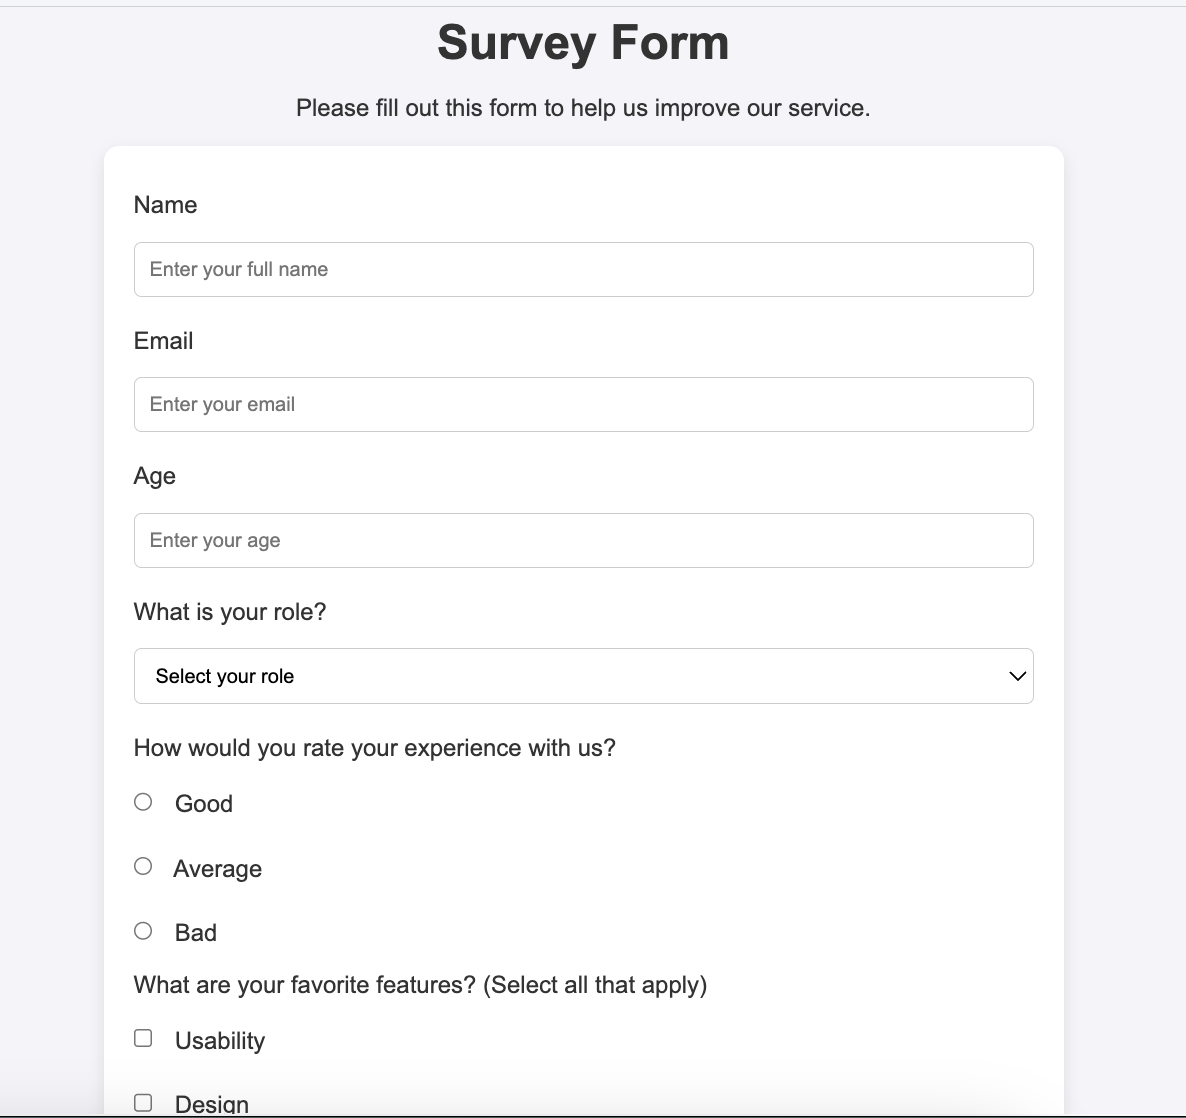 Survey Form
Please fill out this form to help us improve our service.
Name
Enter your full name
Email
Enter your email
Age
Enter your age
What is your role?
Select your role
How would you rate your experience with us?
Good
Average
Bad
What are your favorite features? (Select all that apply)
Usability
Design